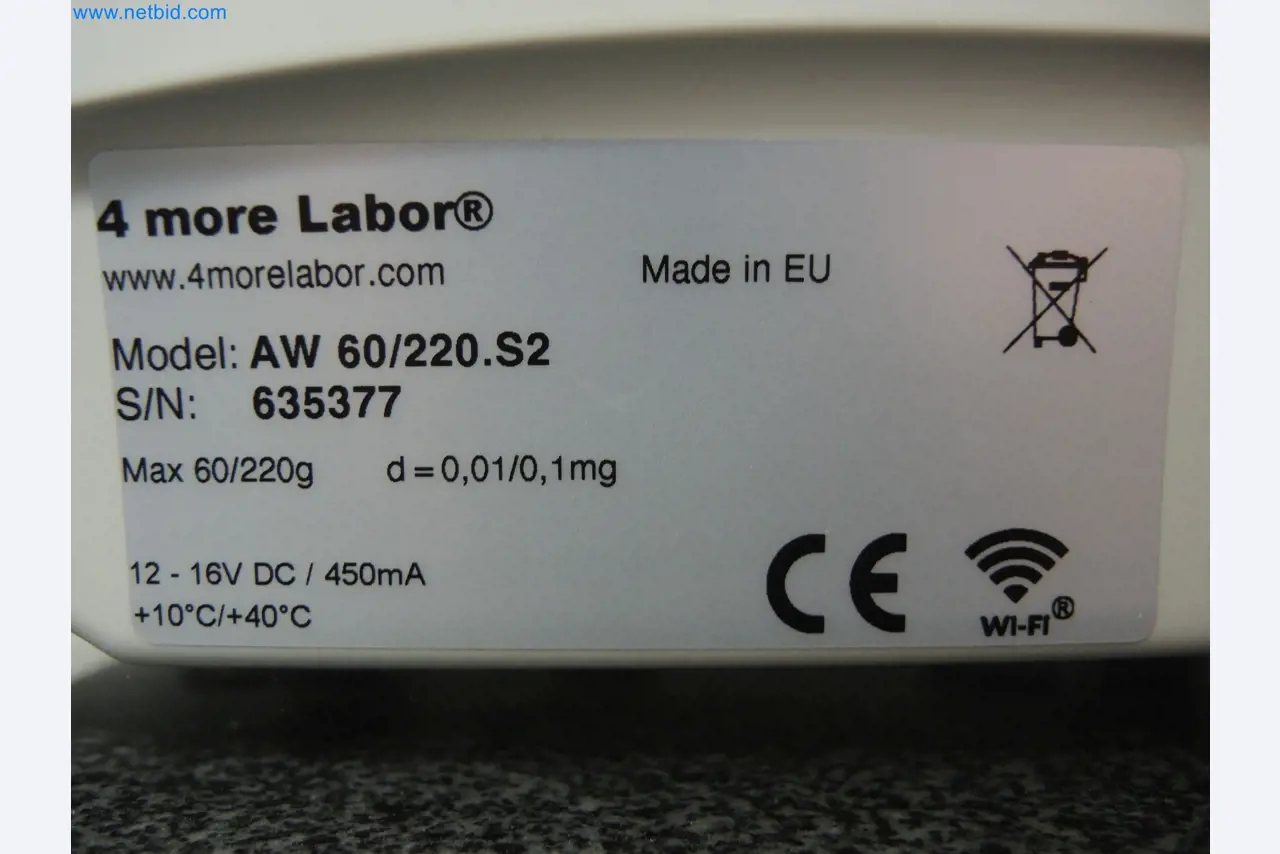 www.netbid.com
4 more Labor®
www.4morelabor.com
Made in EU
Model: AW 60/220.S2
S/N: 635377
Max 60/220g d=0,01/0,1mg
12 - 16V DC / 450mA
+10°C/+40°C
CE
WI-FI®